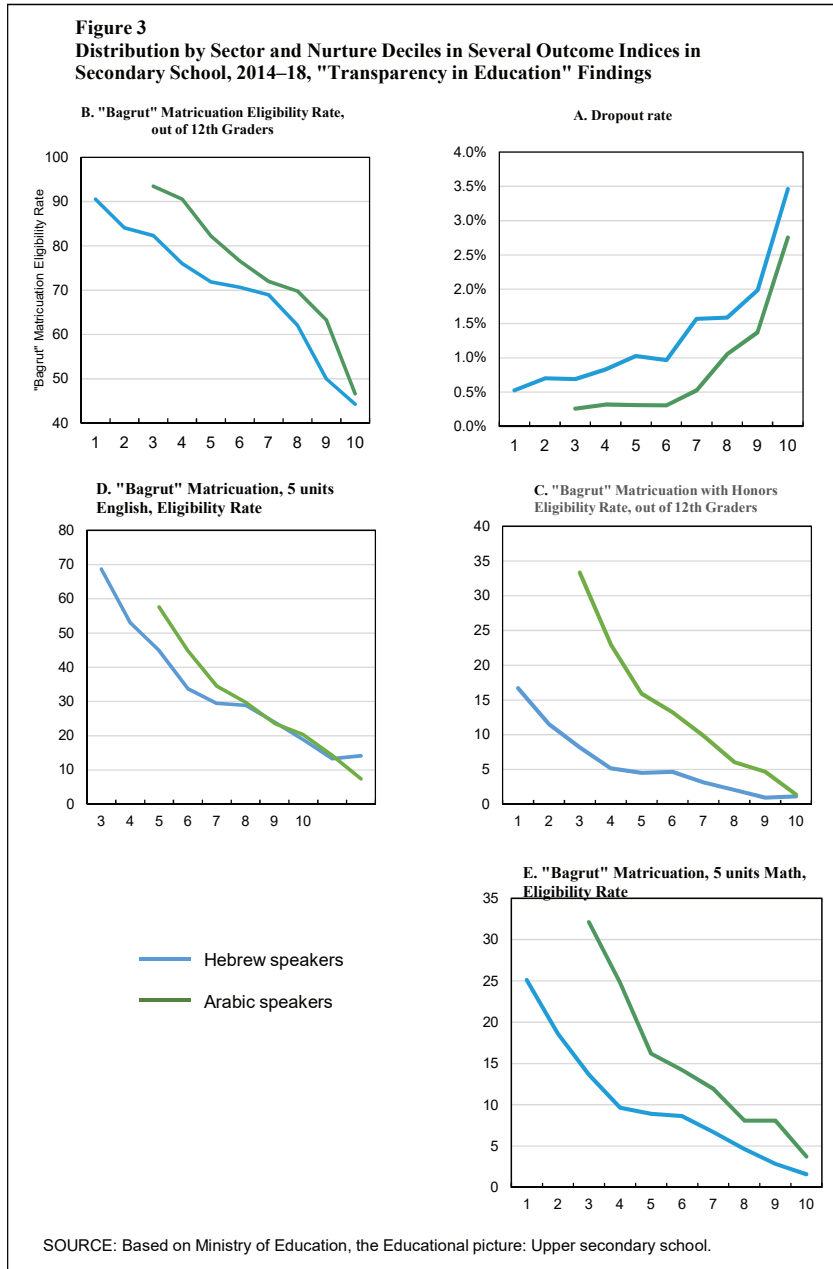 Figure 3
Distribution by Sector and Nurture Deciles in Several Outcome Indices in
Secondary School, 2014–18, "Transparency in Education" Findings
B. "Bagrut" Matricuation Eligibility Rate,
out of 12th Graders
"Bagrut" Matricuation Eligibility Rate
100
90
80
70
60
50
40
1 2 3 4 5 6 7 8 9 10
A. Dropout rate
4.0%
3.5%
3.0%
2.5%
2.0%
1.5%
1.0%
0.5%
0.0%
1 2 3 4 5 6 7 8 9 10
D. "Bagrut" Matricuation, 5 units
English, Eligibility Rate
80
70
60
50
40
30
20
10
0
3 4 5 6 7 8 9 10
C. "Bagrut" Matricuation with Honors
Eligibility Rate, out of 12th Graders
40
35
30
25
20
15
10
5
0
1 2 3 4 5 6 7 8 9 10
E. "Bagrut" Matricuation, 5 units Math,
Eligibility Rate
35
30
25
20
15
10
5
0
1 2 3 4 5 6 7 8 9 10
Hebrew speakers
Arabic speakers
SOURCE: Based on Ministry of Education, the Educational picture: Upper secondary school.